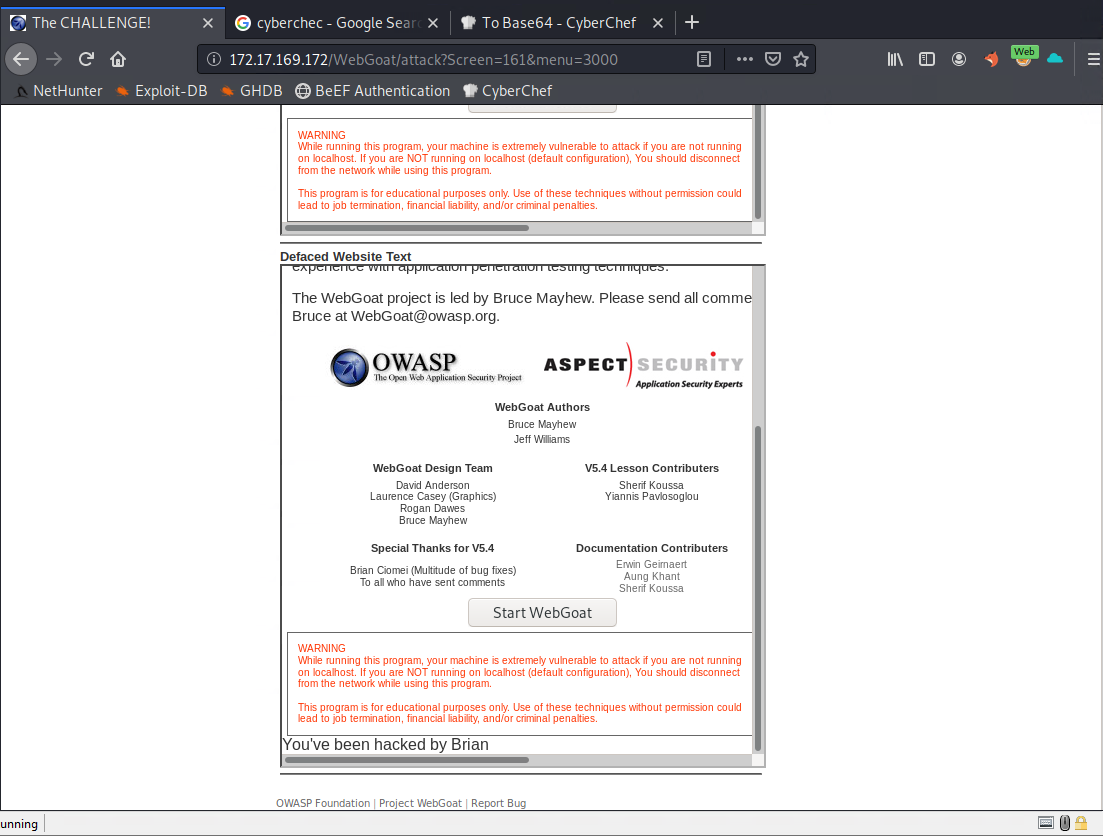 The CHALLENGE!
cyberchec - Google Sear
To Base64 - CyberChef
172.17.169.172/WebGoat/attack?Screen=161&menu=3000
Web
NetHunter
Exploit-DB
GHDB
BeEF Authentication
CyberChef
WARNING
While running this program, your machine is extremely vulnerable to attack if you are not running
on localhost. If you are NOT running on localhost (default configuration), You should disconnect
from the network while using this program.
This program is for educational purposes only. Use of these techniques without permission could
lead to job termination, financial liability, and/or criminal penalties.
Defaced Website Text
experience with application penetration testing techniques.
The WebGoat project is led by Bruce Mayhew. Please send all comme
Bruce at WebGoat@owasp.org.
OWASP
The Open Web Application Security Project
ASPECT SECURITY
Application Security Experts
WebGoat Authors
Bruce Mayhew
Jeff Williams
WebGoat Design Team
David Anderson
Laurence Casey (Graphics)
Rogan Dawes
Bruce Mayhew
V5.4 Lesson Contributers
Sherif Koussa
Yiannis Pavlosoglou
Special Thanks for V5.4
Brian Ciomei (Multitude of bug fixes)
To all who have sent comments
Documentation Contributers
Erwin Geirnaert
Aung Khant
Sherif Koussa
Start WebGoat
WARNING
While running this program, your machine is extremely vulnerable to attack if you are not running
on localhost. If you are NOT running on localhost (default configuration), You should disconnect
from the network while using this program.
This program is for educational purposes only. Use of these techniques without permission could
lead to job termination, financial liability, and/or criminal penalties.
You've been hacked by Brian
OWASP Foundation | Project WebGoat | Report Bug
unning